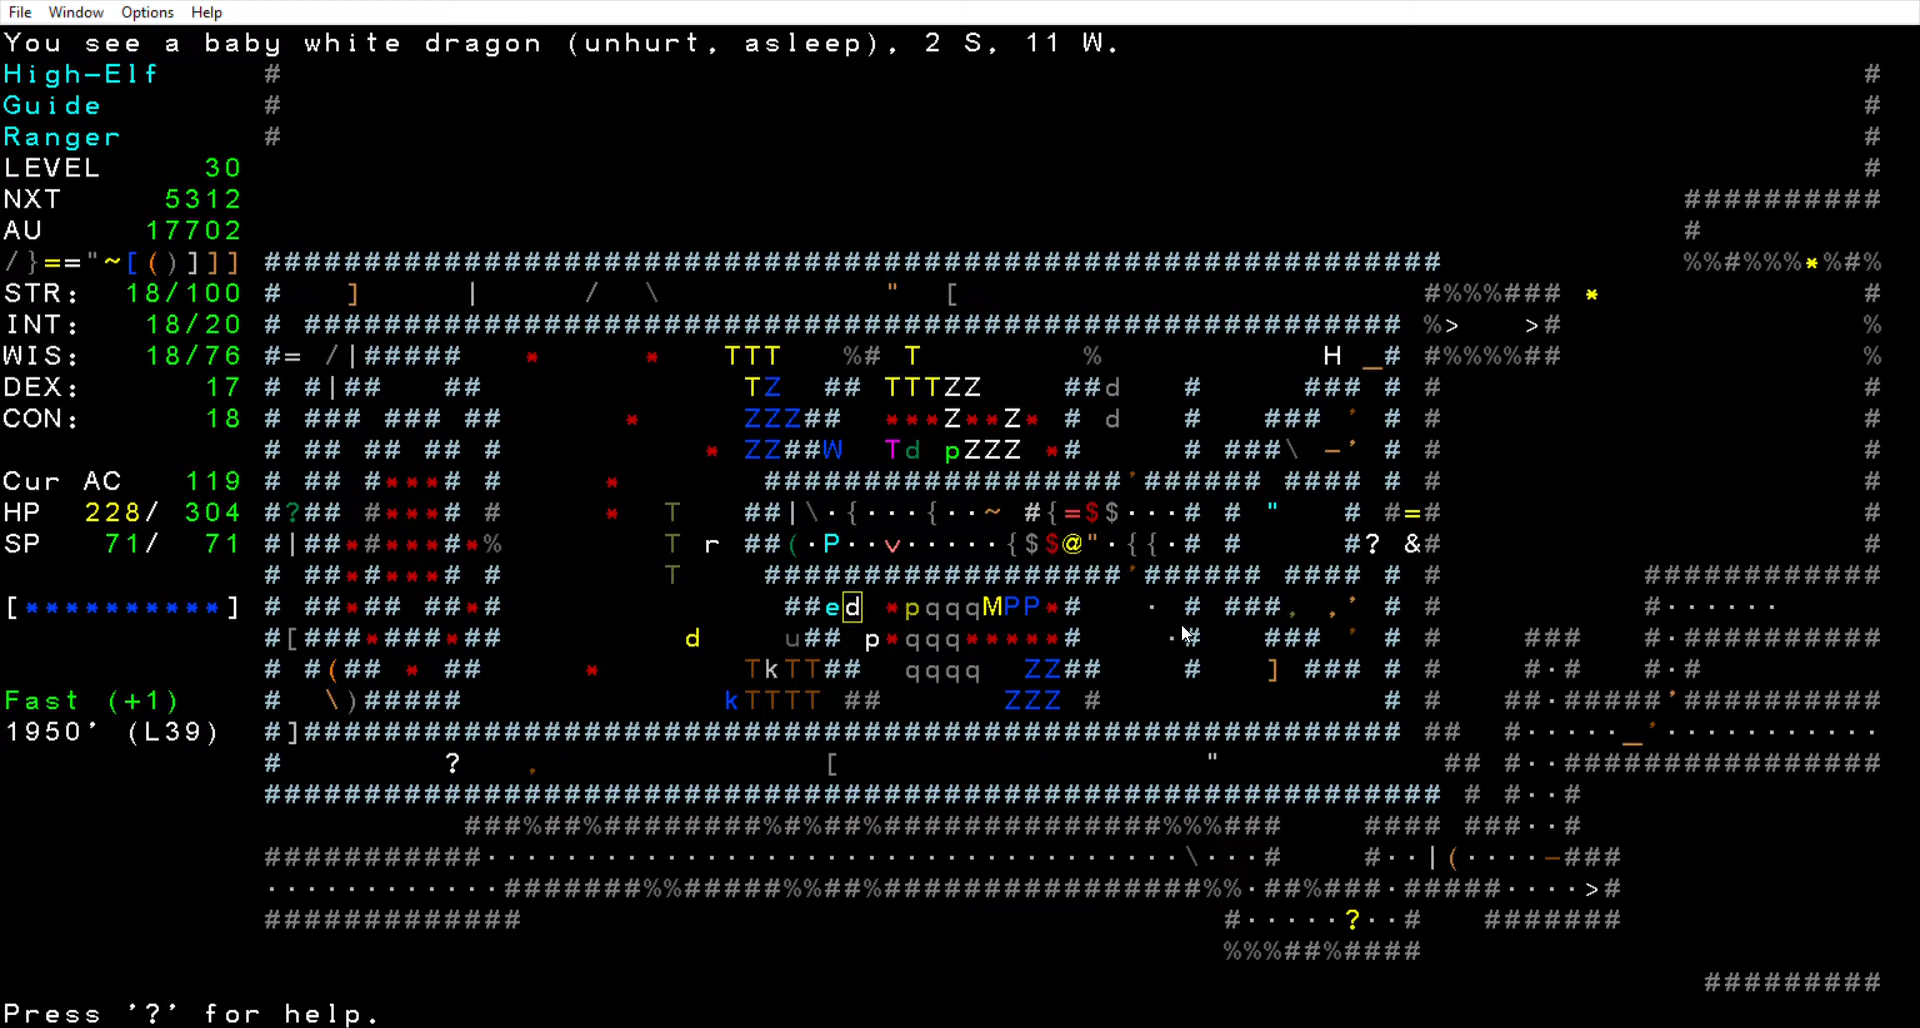 File Window Options Help
You see a baby white dragon (unhurt, asleep), 2 S, 11 W.
High-Elf
Guide
Ranger
LEVEL 30
NXT 5312
AU 17702
STR: 18/100
INT: 18/20
WIS: 18/76
DEX: 17
CON: 18
Cur AC 119
HP 228/ 304
SP 71/ 71
[**********]
Fast (+1)
1950' (L39)
Press '?' for help.